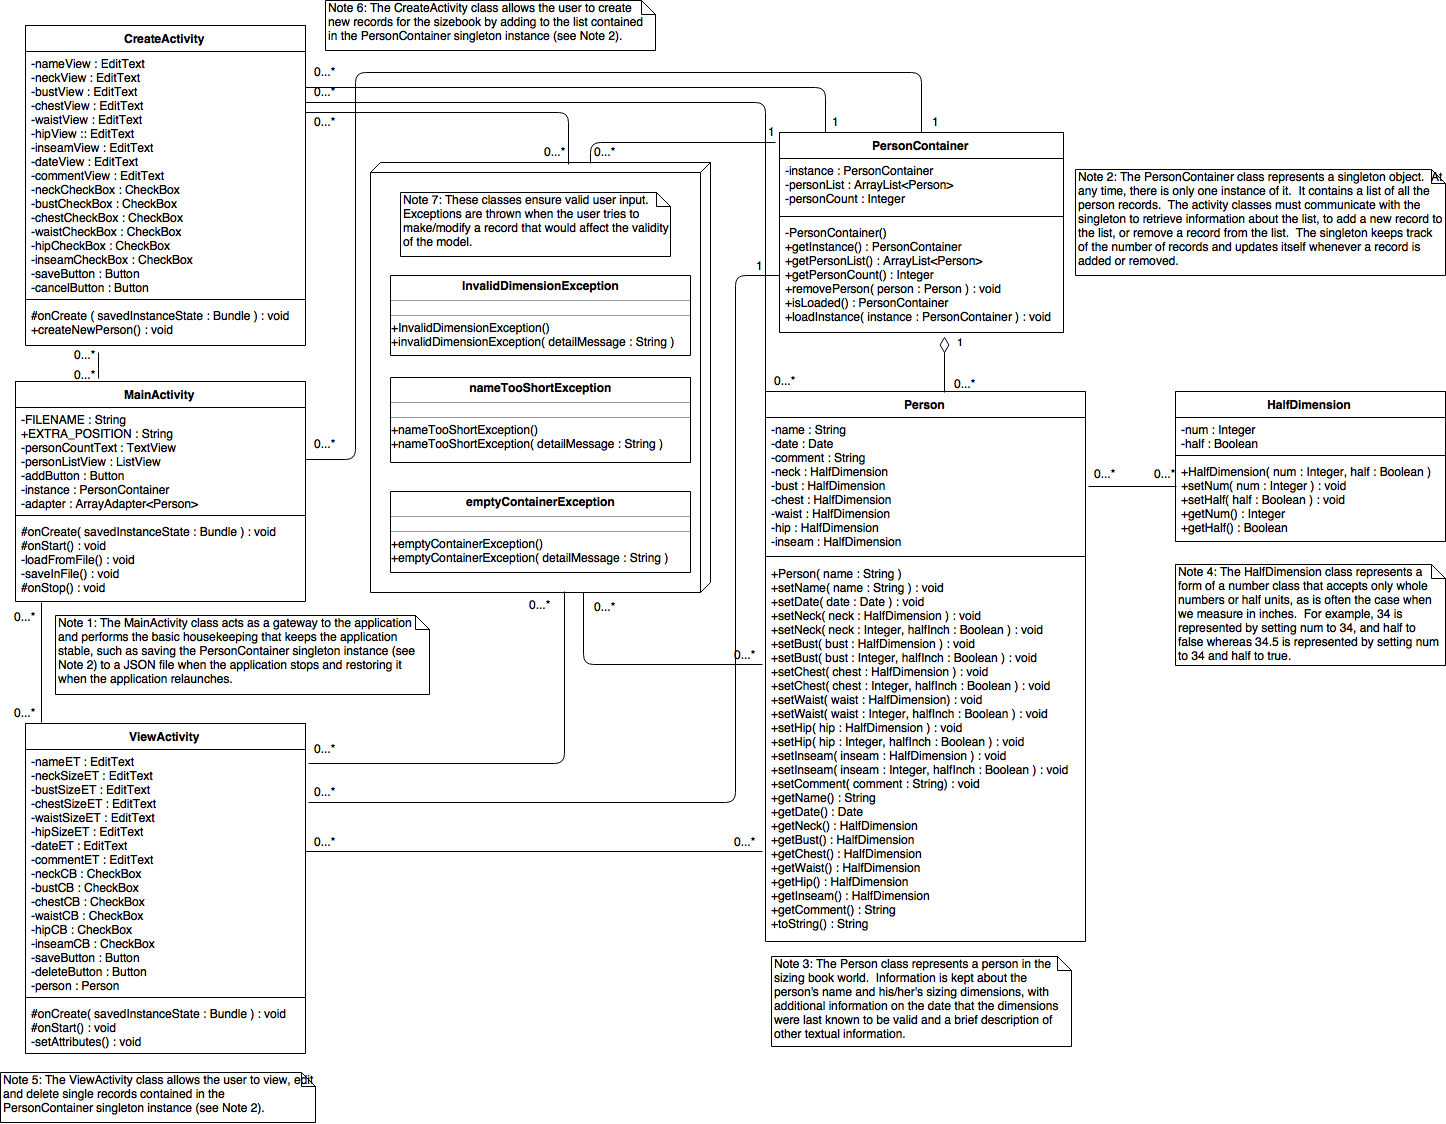 Note 6: The CreateActivity class allows the user to create
new records for the sizebook by adding to the list contained
in the PersonContainer singleton instance (see Note 2).
CreateActivity
-nameView : EditText
-neckView : EditText
-bustView : EditText
-chestView : EditText
-waistView : EditText
-hipView :: EditText
-inseamView : EditText
-dateView : EditText
-commentView : EditText
-neckCheckBox : CheckBox
-bustCheckBox : CheckBox
-chestCheckBox : CheckBox
-waistCheckBox : CheckBox
-hipCheckBox : CheckBox
-inseamCheckBox : CheckBox
-saveButton : Button
-cancelButton : Button
#onCreate ( savedInstanceState : Bundle ) : void
+createNewPerson() : void
0...*
0...*
0...*
0...*
0...*
1
1
1
1
0...*
0...*
PersonContainer
-instance : PersonContainer
-personList : ArrayList<Person>
-personCount : Integer
-PersonContainer()
+getInstance() : PersonContainer
+getPersonList() : ArrayList<Person>
+getPersonCount() : Integer
+removePerson( person : Person ) : void
+isLoaded() : PersonContainer
+loadInstance( instance : PersonContainer ) : void
1
0...*
0...*
Note 2: The PersonContainer class represents a singleton object. At
any time, there is only one instance of it. It contains a list of all the
person records. The activity classes must communicate with the
singleton to retrieve information about the list, to add a new record to
the list, or remove a record from the list. The singleton keeps track
of the number of records and updates itself whenever a record is
added or removed.
Note 7: These classes ensure valid user input.
Exceptions are thrown when the user tries to
make/modify a record that would affect the validity
of the model.
InvalidDimensionException
+InvalidDimensionException()
+invalidDimensionException( detailMessage : String )
nameTooShortException
+nameTooShortException()
+nameTooShortException( detailMessage : String )
emptyContainerException
+emptyContainerException()
+emptyContainerException( detailMessage : String )
0...*
0...*
MainActivity
-FILENAME : String
+EXTRA_POSITION : String
-personCountText : TextView
-personListView : ListView
-addButton : Button
-instance : PersonContainer
-adapter : ArrayAdapter<Person>
#onCreate( savedInstanceState : Bundle ) : void
#onStart() : void
-loadFromFile() : void
-saveInFile() : void
#onStop() : void
0...*
0...*
0...*
Note 1: The MainActivity class acts as a gateway to the application
and performs the basic housekeeping that keeps the application
stable, such as saving the PersonContainer singleton instance (see
Note 2) to a JSON file when the application stops and restoring it
when the application relaunches.
Person
-name : String
-date : Date
-comment : String
-neck : HalfDimension
-bust : HalfDimension
-chest : HalfDimension
-waist : HalfDimension
-hip : HalfDimension
-inseam : HalfDimension
+Person( name : String )
+setName( name : String ) : void
+setDate( date : Date ) : void
+setNeck( neck : HalfDimension ) : void
+setNeck( neck : Integer, halfInch : Boolean ) : void
+setBust( bust : HalfDimension ) : void
+setBust( bust : Integer, halfInch : Boolean ) : void
+setChest( chest : HalfDimension ) : void
+setChest( chest : Integer, halfInch : Boolean ) : void
+setWaist( waist : HalfDimension) : void
+setWaist( waist : Integer, halfInch : Boolean ) : void
+setHip( hip : HalfDimension ) : void
+setHip( hip : Integer, halfInch : Boolean ) : void
+setInseam( inseam : HalfDimension ) : void
+setInseam( inseam : Integer, halfInch : Boolean ) : void
+setComment( comment : String) : void
+getName() : String
+getDate() : Date
+getNeck() : HalfDimension
+getBust() : HalfDimension
+getChest() : HalfDimension
+getWaist() : HalfDimension
+getHip() : HalfDimension
+getInseam() : HalfDimension
+getComment() : String
+toString() : String
0...*
0...*
HalfDimension
-num : Integer
-half : Boolean
+HalfDimension( num : Integer, half : Boolean )
+setNum( num : Integer ) : void
+setHalf( half : Boolean ) : void
+getNum() : Integer
+getHalf() : Boolean
Note 4: The HalfDimension class represents a
form of a number class that accepts only whole
numbers or half units, as is often the case when
we measure in inches. For example, 34 is
represented by setting num to 34, and half to
false whereas 34.5 is represented by setting num
to 34 and half to true.
0...*
0...*
0...*
0...*
0...*
0...*
0...*
ViewActivity
-nameET : EditText
-neckSizeET : EditText
-bustSizeET : EditText
-chestSizeET : EditText
-waistSizeET : EditText
-hipSizeET : EditText
-dateET : EditText
-commentET : EditText
-neckCB : CheckBox
-bustCB : CheckBox
-chestCB : CheckBox
-waistCB : CheckBox
-hipCB : CheckBox
-inseamCB : CheckBox
-saveButton : Button
-deleteButton : Button
-person : Person
#onCreate( savedInstanceState : Bundle ) : void
#onStart() : void
-setAttributes() : void
Note 3: The Person class represents a person in the
sizing book world. Information is kept about the
person's name and his/her's sizing dimensions, with
additional information on the date that the dimensions
were last known to be valid and a brief description of
other textual information.
Note 5: The ViewActivity class allows the user to view, edit
and delete single records contained in the
PersonContainer singleton instance (see Note 2).